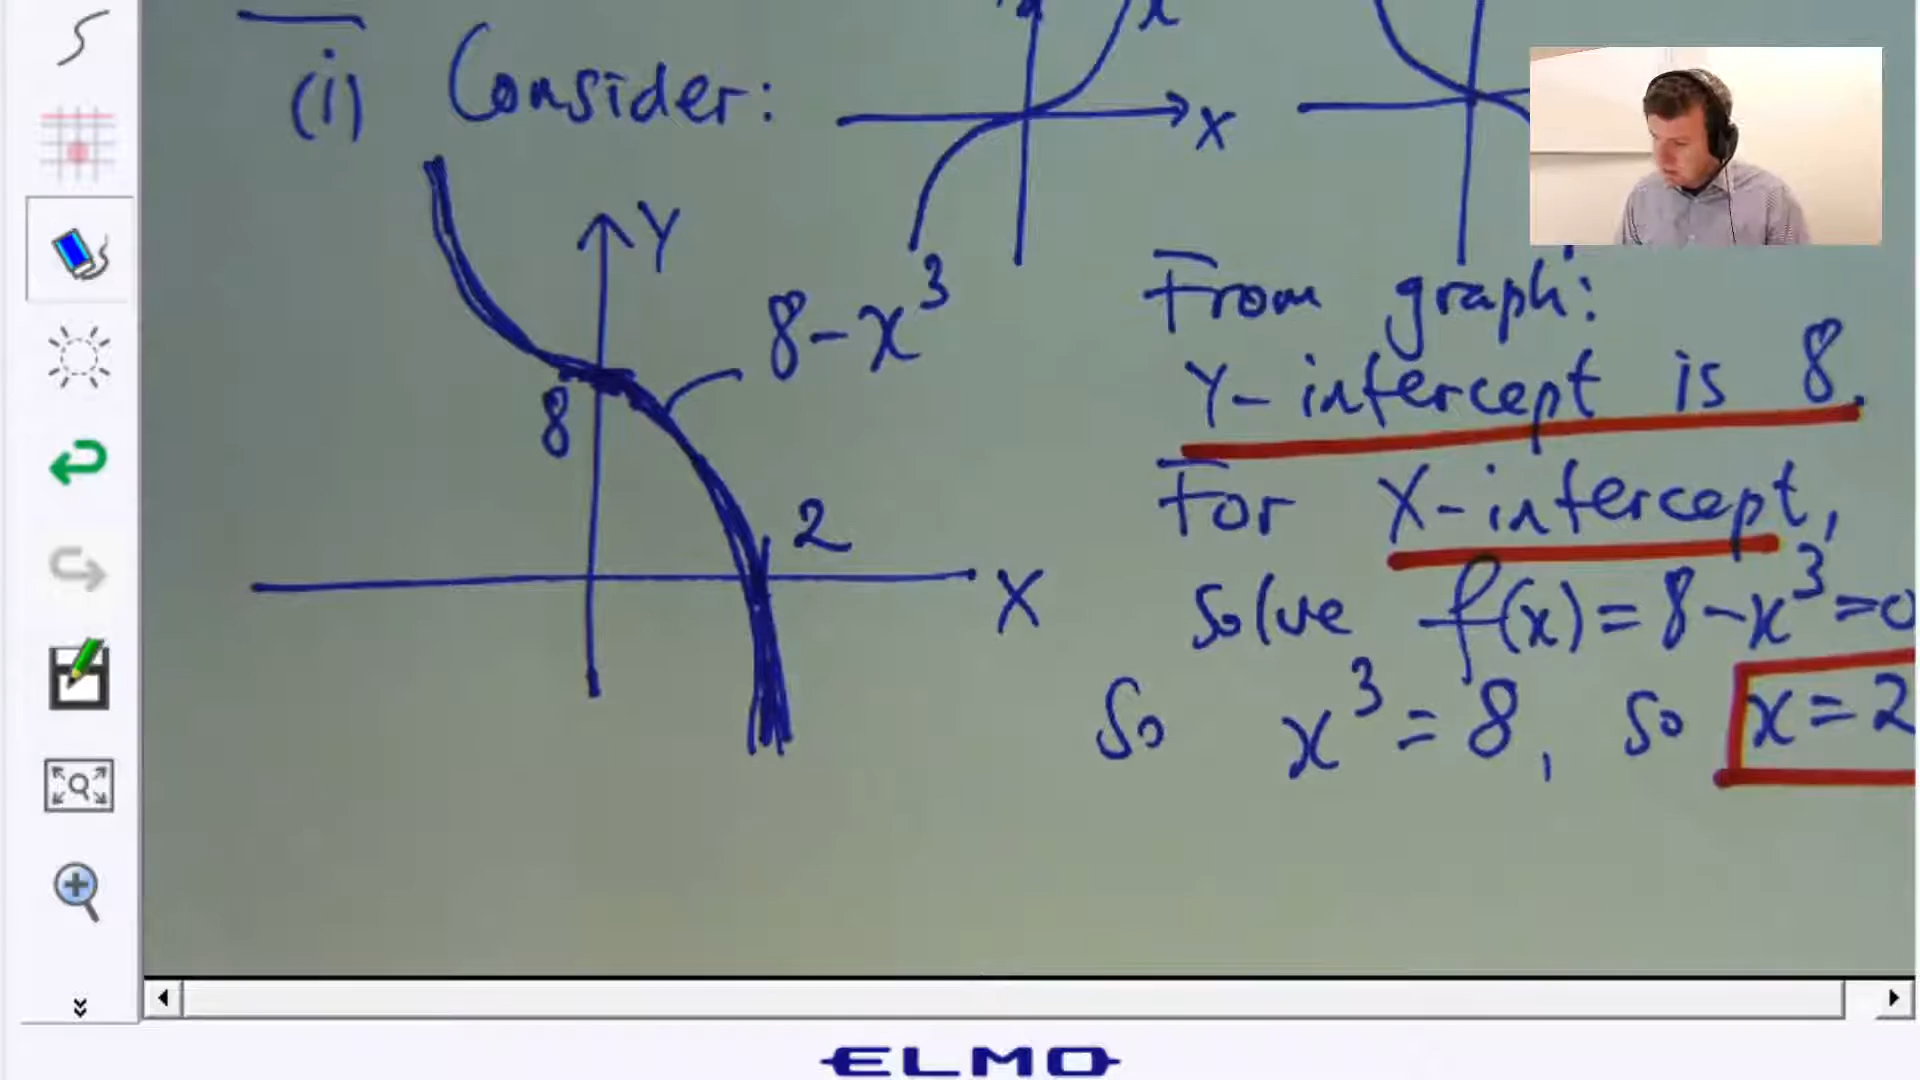 (i) Consider:
x
X
Y
8-x³
8
2
X
From graph:
Y-intercept is 8.
For X-intercept,
solve f(x)=8-x³=0
So x³=8, so x=2
ELMO